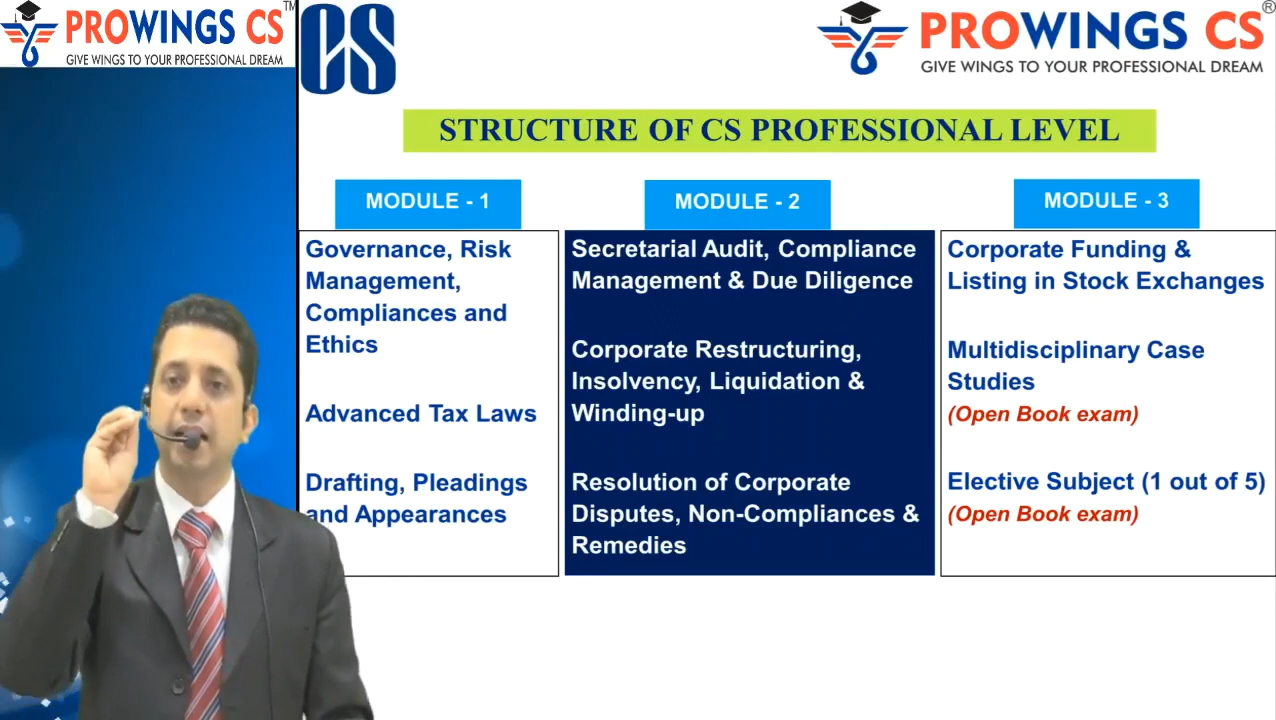 PROWINGS CS TM
GIVE WINGS TO YOUR PROFESSIONAL DREAM
CS
PROWINGS CS ®
GIVE WINGS TO YOUR PROFESSIONAL DREAM
STRUCTURE OF CS PROFESSIONAL LEVEL
MODULE - 1
Governance, Risk
Management,
Compliances and
Ethics
Advanced Tax Laws
Drafting, Pleadings
and Appearances
MODULE - 2
Secretarial Audit, Compliance
Management & Due Diligence
Corporate Restructuring,
Insolvency, Liquidation &
Winding-up
Resolution of Corporate
Disputes, Non-Compliances &
Remedies
MODULE - 3
Corporate Funding &
Listing in Stock Exchanges
Multidisciplinary Case
Studies
(Open Book exam)
Elective Subject (1 out of 5)
(Open Book exam)